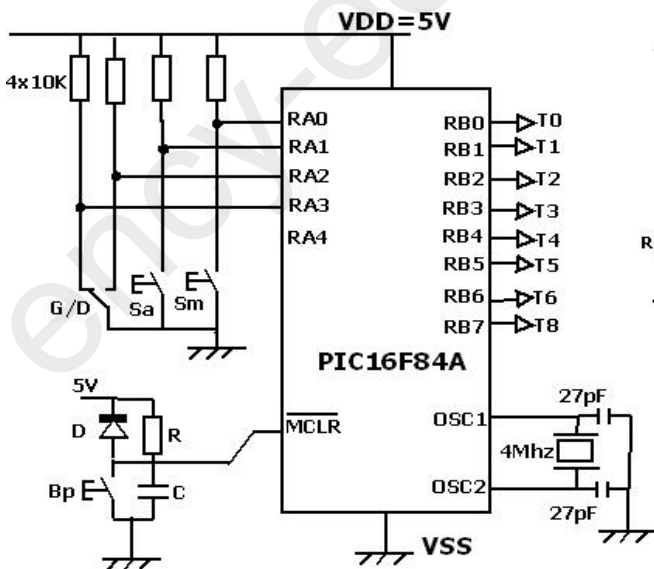 VDD=5V
4x10K
RA0
RA1
RA2
RA3
RA4
G/D
Sa
Sm
RB0
RB1
RB2
RB3
RB4
RB5
RB6
RB7
T0
T1
T2
T3
T4
T5
T6
T8
PIC16F84A
5V
D
R
Bp
C
MCLR
OSC1
OSC2
27pF
4Mhz
27pF
VSS
R
ency-e